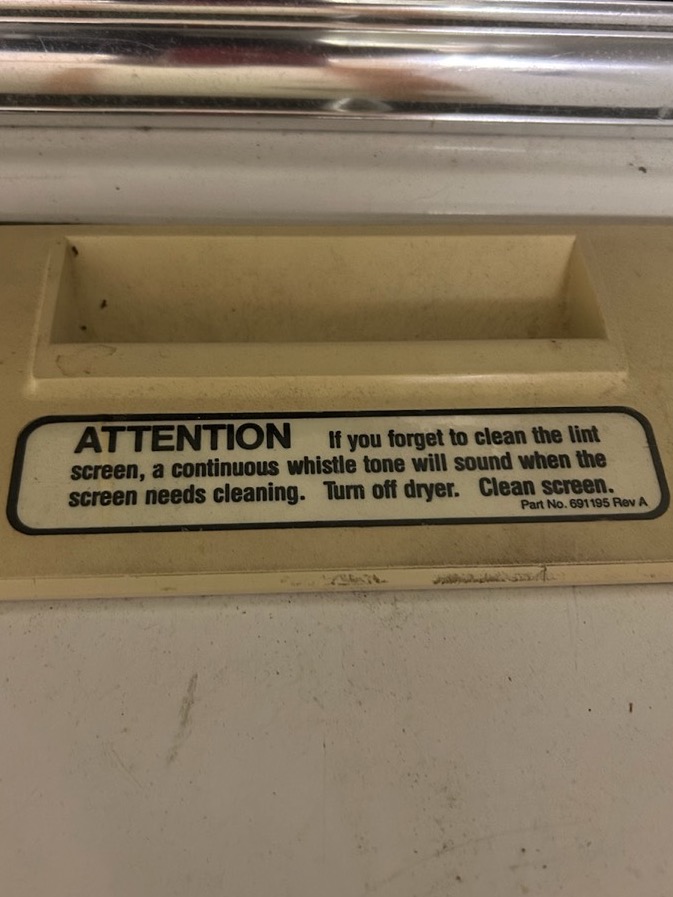 ATTENTION If you forget to clean the lint
screen, a continuous whistle tone will sound when the
screen needs cleaning. Turn off dryer. Clean screen.
Part No. 691195 Rev A